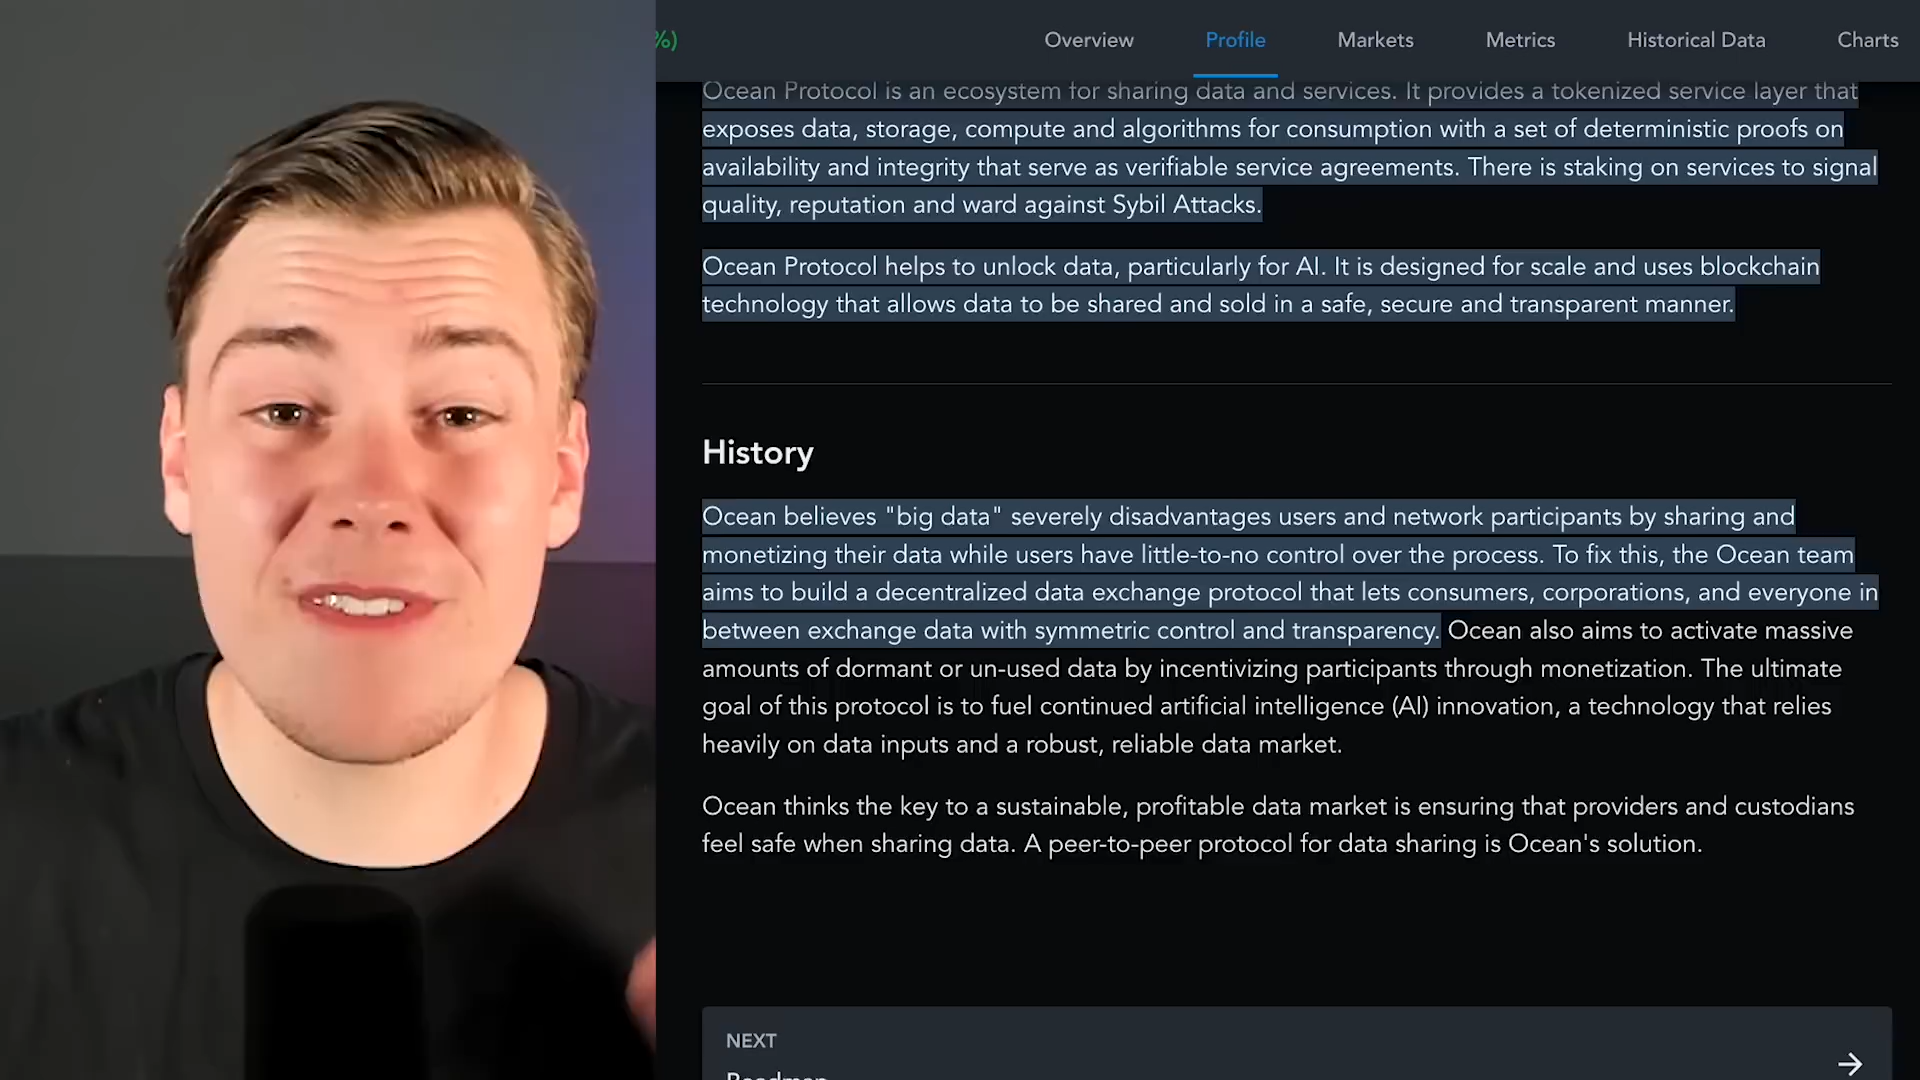 %)
Overview Profile Markets Metrics Historical Data Charts
Ocean Protocol is an ecosystem for sharing data and services. It provides a tokenized service layer that
exposes data, storage, compute and algorithms for consumption with a set of deterministic proofs on
availability and integrity that serve as verifiable service agreements. There is staking on services to signal
quality, reputation and ward against Sybil Attacks.
Ocean Protocol helps to unlock data, particularly for AI. It is designed for scale and uses blockchain
technology that allows data to be shared and sold in a safe, secure and transparent manner.
History
Ocean believes "big data" severely disadvantages users and network participants by sharing and
monetizing their data while users have little-to-no control over the process. To fix this, the Ocean team
aims to build a decentralized data exchange protocol that lets consumers, corporations, and everyone in
between exchange data with symmetric control and transparency. Ocean also aims to activate massive
amounts of dormant or un-used data by incentivizing participants through monetization. The ultimate
goal of this protocol is to fuel continued artificial intelligence (AI) innovation, a technology that relies
heavily on data inputs and a robust, reliable data market.
Ocean thinks the key to a sustainable, profitable data market is ensuring that providers and custodians
feel safe when sharing data. A peer-to-peer protocol for data sharing is Ocean's solution.
NEXT
Roadmap